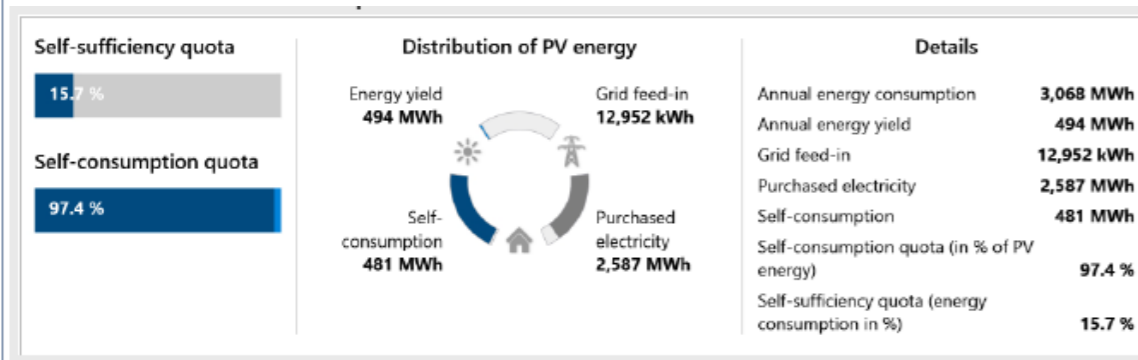 Self-sufficiency quota
15.7 %
Self-consumption quota
97.4 %
Distribution of PV energy
Energy yield
494 MWh
Grid feed-in
12,952 kWh
Self-
consumption
481 MWh
Purchased
electricity
2,587 MWh
Details
Annual energy consumption 3,068 MWh
Annual energy yield 494 MWh
Grid feed-in 12,952 kWh
Purchased electricity 2,587 MWh
Self-consumption 481 MWh
Self-consumption quota (in % of PV
energy) 97.4 %
Self-sufficiency quota (energy
consumption in %) 15.7 %